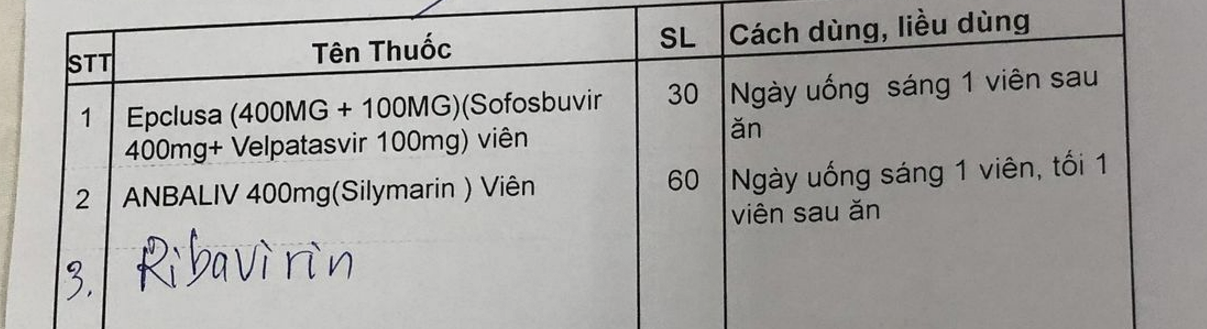 STT Tên Thuốc SL Cách dùng, liều dùng
1 Epclusa (400MG + 100MG)(Sofosbuvir 30 Ngày uống sáng 1 viên sau
400mg+ Velpatasvir 100mg) viên ăn
2 ANBALIV 400mg(Silymarin ) Viên 60 Ngày uống sáng 1 viên, tối 1
viên sau ăn
3. Ribavirin